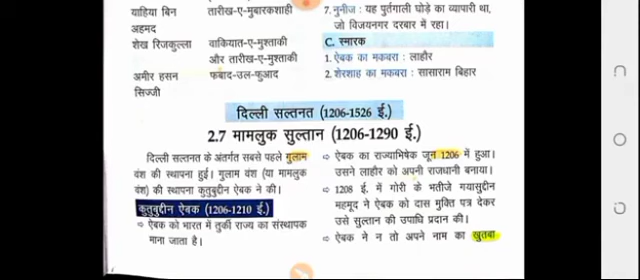 याहिया बिन तारीख-ए-मुबारकशाही
अहमद
शेख रिजकुल्ला वाकियात-ए-मुश्ताकी
और तारीख-ए-मुश्ताकी
अमीर हसन फबाद-उल-फुआद
सिज्जी
7. नुनीज : यह पुर्तगाली घोड़े का व्यापारी था,
जो विजयनगर दरबार में रहा।
C. स्मारक
1. ऐबक का मकबरा : लाहौर
2. शेरशाह का मकबरा : सासाराम बिहार
दिल्ली सल्तनत (1206-1526 ई.)
2.7 मामलुक सुल्तान (1206-1290 ई.)
दिल्ली सल्तनत के अंतर्गत सबसे पहले गुलाम
वंश की स्थापना हुई। गुलाम वंश (या मामलुक
वंश) की स्थापना कुतुबुद्दीन ऐबक ने की।
कुतुबुद्दीन ऐबक (1206-1210 ई.)
⇨ ऐबक को भारत में तुर्की राज्य का संस्थापक
माना जाता है।
⇨ ऐबक का राज्याभिषेक जून 1206 में हुआ।
उसने लाहौर को अपनी राजधानी बनाया।
⇨ 1208 ई. में गोरी के भतीजे गयासुद्दीन
महमूद ने ऐबक को दास मुक्ति पत्र देकर
उसे सुल्तान की उपाधि प्रदान की।
⇨ ऐबक ने न तो अपने नाम का खुतबा